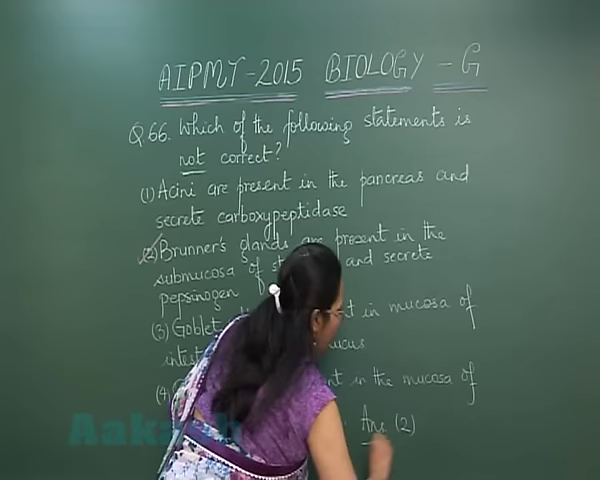 AIPMT-2015 BIOLOGY - G
Q.66. Which of the following statements is
not correct?
(1) Acini are present in the pancreas and
secrete carboxypeptidase
(2) Brunner's glands are present in the
submucosa of and secrete
pepsinogen
(3) Goblet in mucosa of
(4) in the mucosa of
Ans. (2)
Aakash